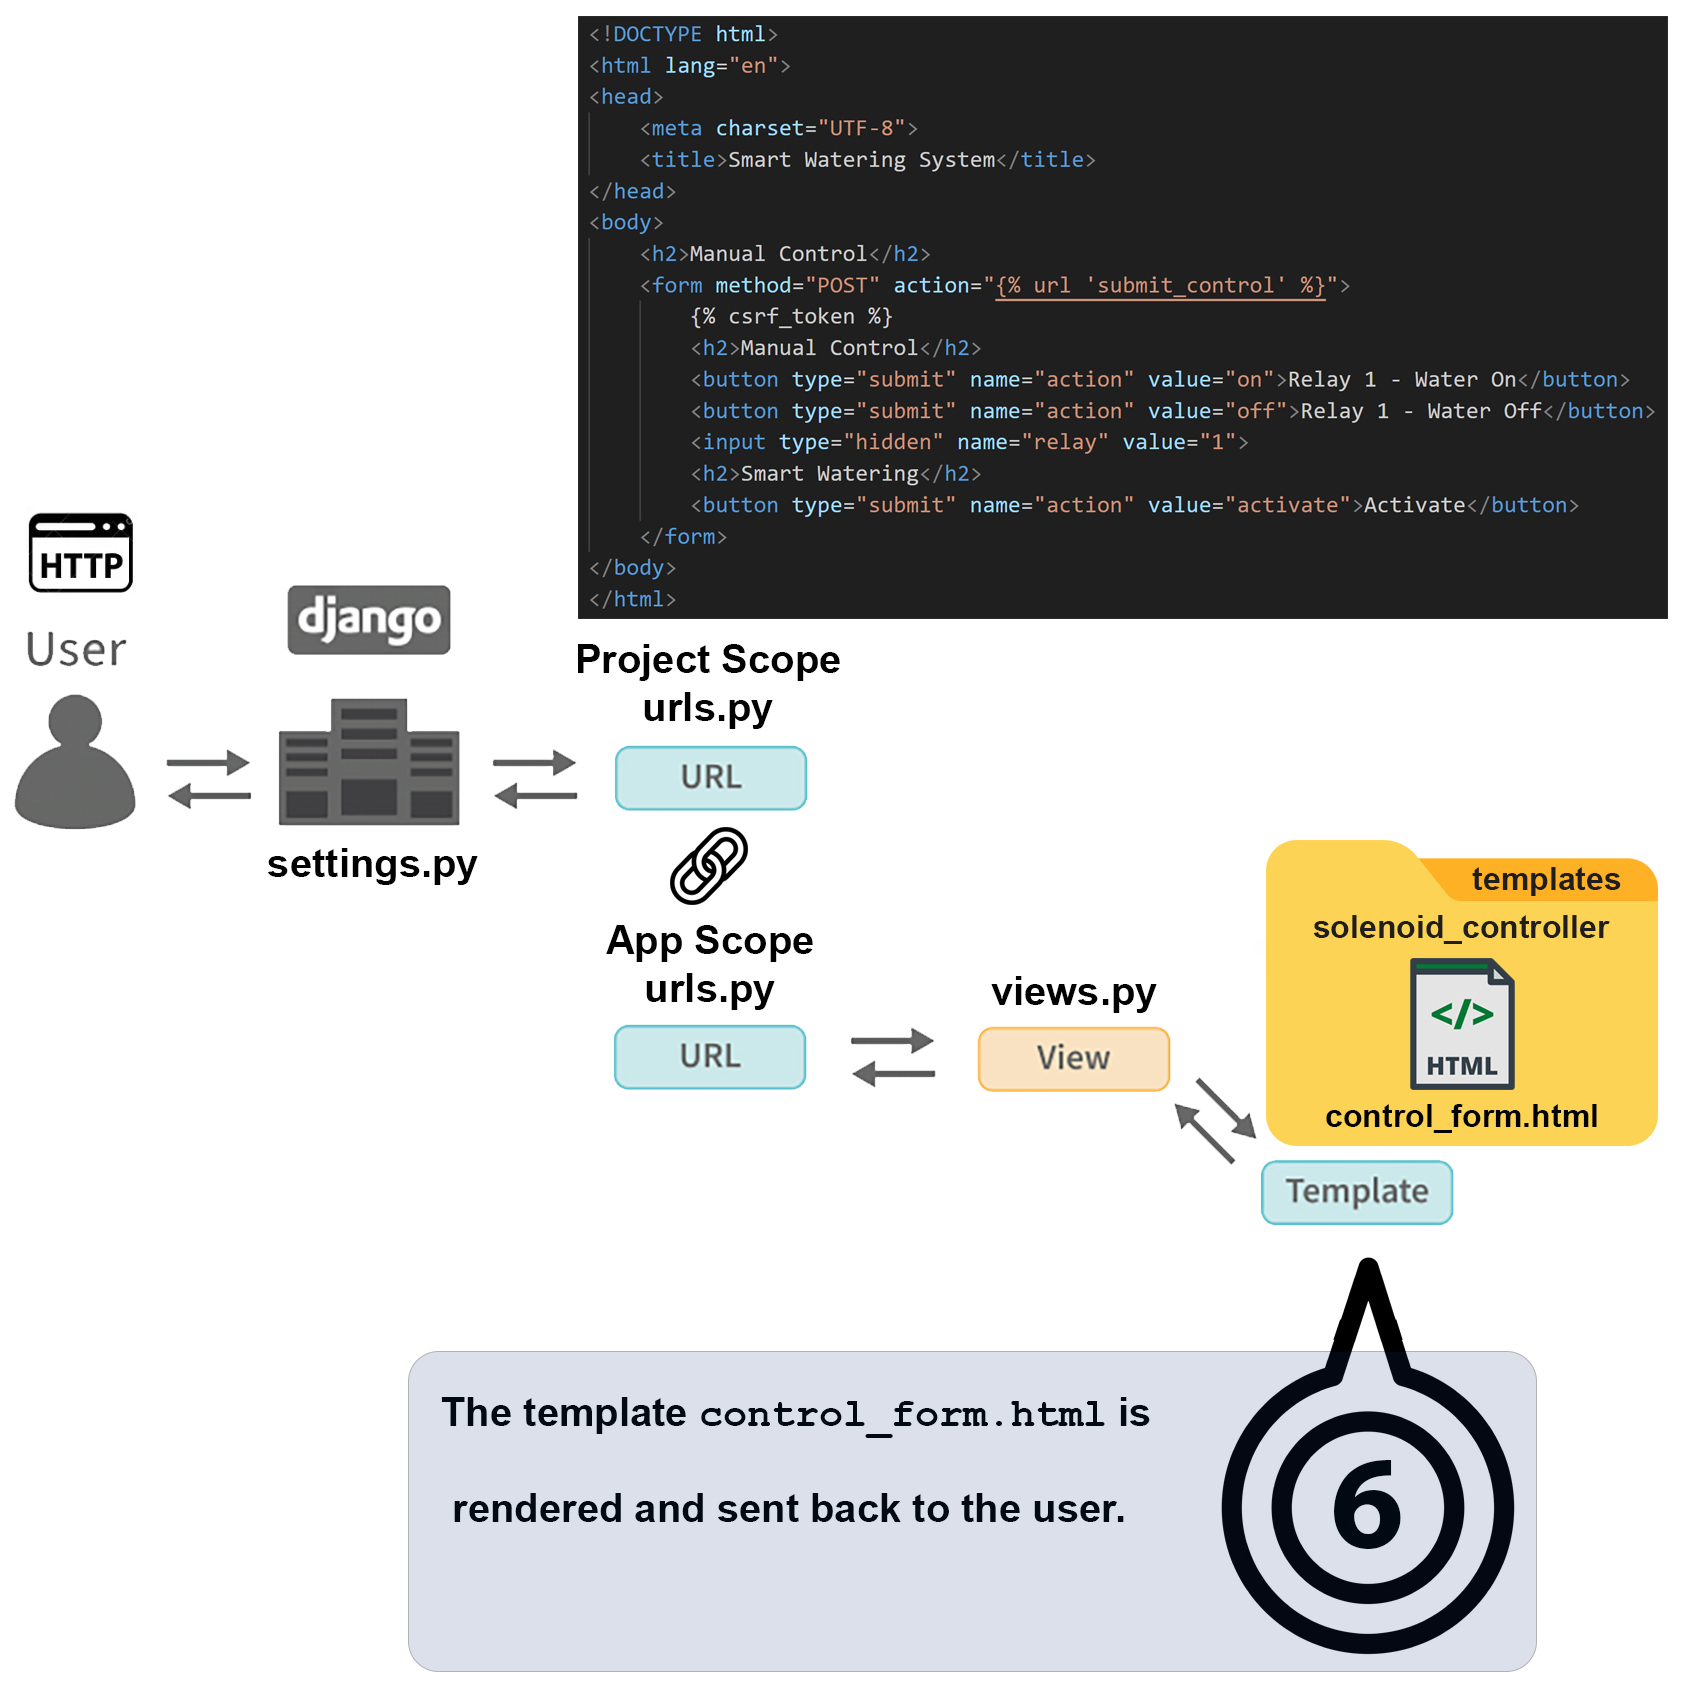 <!DOCTYPE html>
<html lang="en">
<head>
    <meta charset="UTF-8">
    <title>Smart Watering System</title>
</head>
<body>
    <h2>Manual Control</h2>
    <form method="POST" action="{% url 'submit_control' %}">
        {% csrf_token %}
        <h2>Manual Control</h2>
        <button type="submit" name="action" value="on">Relay 1 - Water On</button>
        <button type="submit" name="action" value="off">Relay 1 - Water Off</button>
        <input type="hidden" name="relay" value="1">
        <h2>Smart Watering</h2>
        <button type="submit" name="action" value="activate">Activate</button>
    </form>
</body>
</html>
HTTP
User
django
settings.py
Project Scope
urls.py
URL
App Scope
urls.py
URL
views.py
View
templates
solenoid_controller
</>
HTML
control_form.html
Template
The template control_form.html is
rendered and sent back to the user.
6